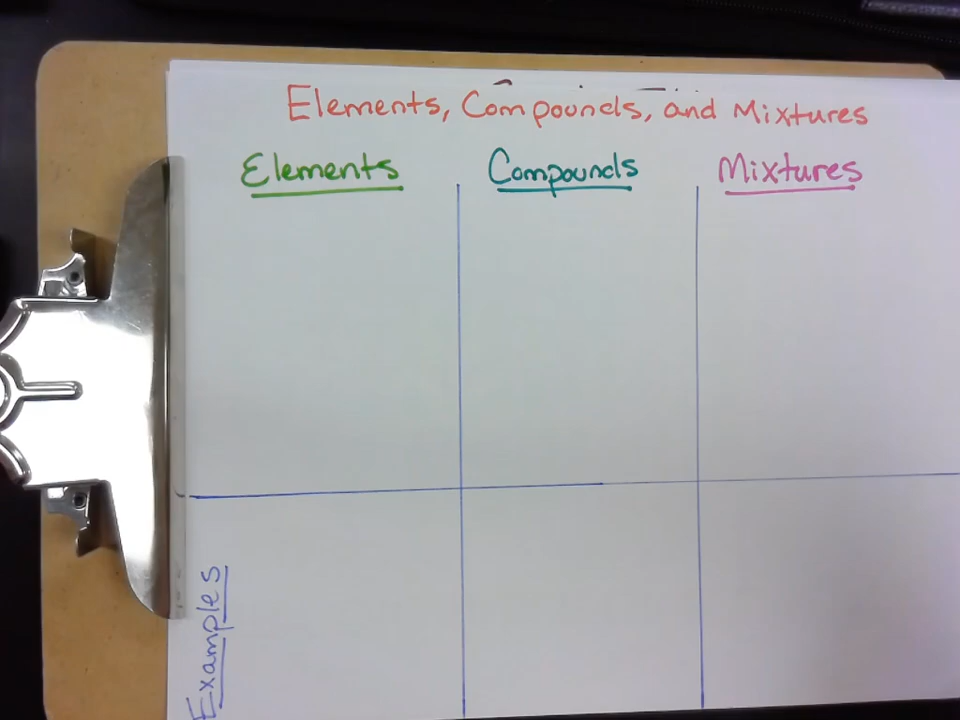 Elements, Compounds, and Mixtures
Elements Compounds Mixtures
Examples